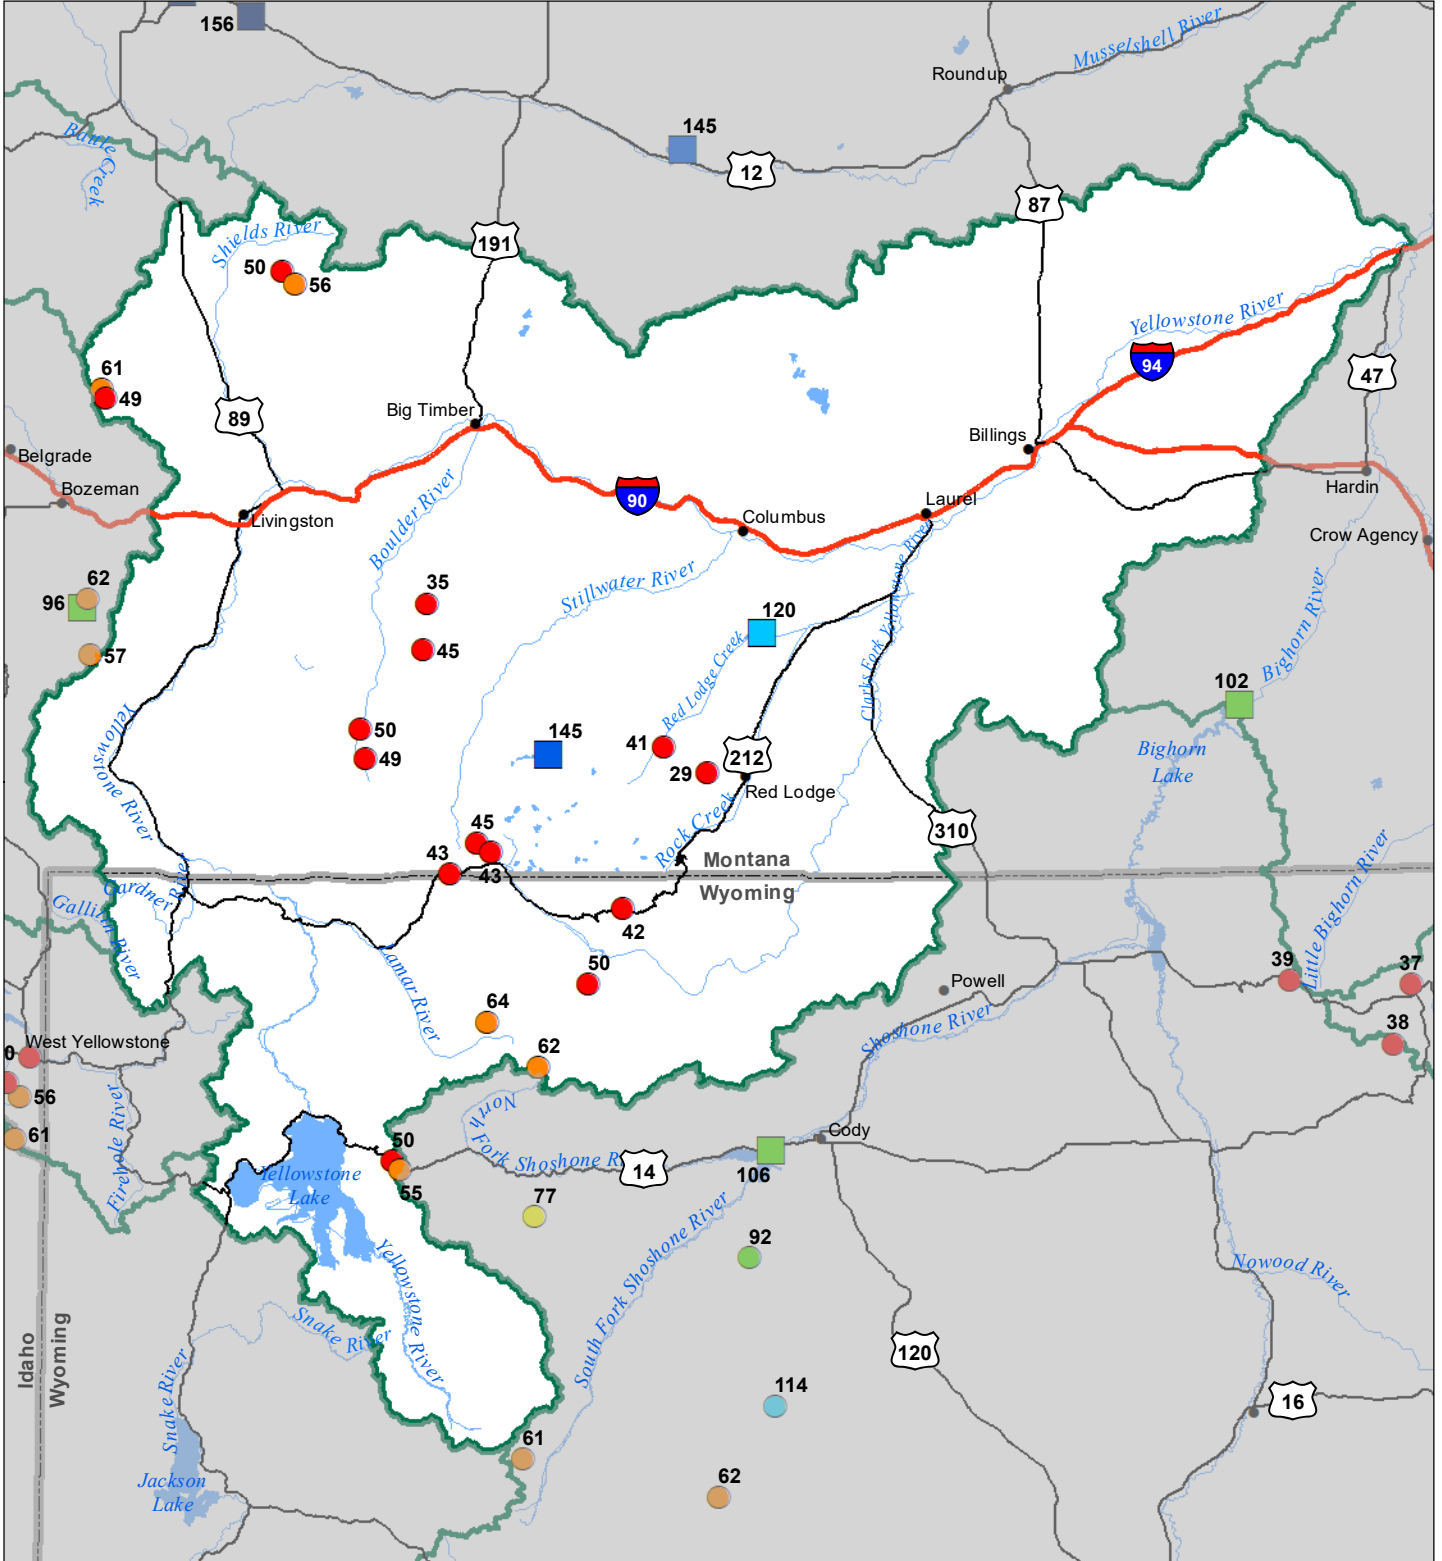 156
Musselshell River
Roundup
145
12
Battle
Creek
87
191
Shields River
50
56
Yellowstone River
94
47
61
49
89
Big Timber
Billings
Belgrade
Bozeman
90
Livingston
Boulder River
Columbus
Laurel
Hardin
Crow Agency
62
96
57
35
45
Stillwater River
120
Red Lodge Creek
Clarks Fork Yellowstone River
Bighorn River
102
Yellowstone River
50
49
145
41
29
212
Red Lodge
Bighorn
Lake
310
45
43
43
Rock Creek
Montana
Wyoming
Gardner River
Gallatin River
42
Little Bighorn River
Lamar River
50
64
62
Powell
Shoshone River
39
37
38
0
West Yellowstone
56
61
Firehole River
North
Fork Shoshone R
14
Cody
106
50
55
Yellowstone
Lake
77
92
South Fork Shoshone River
Yellowstone River
Nowood River
Snake River
Idaho
Wyoming
Snake River
120
114
16
61
62
Jackson
Lake